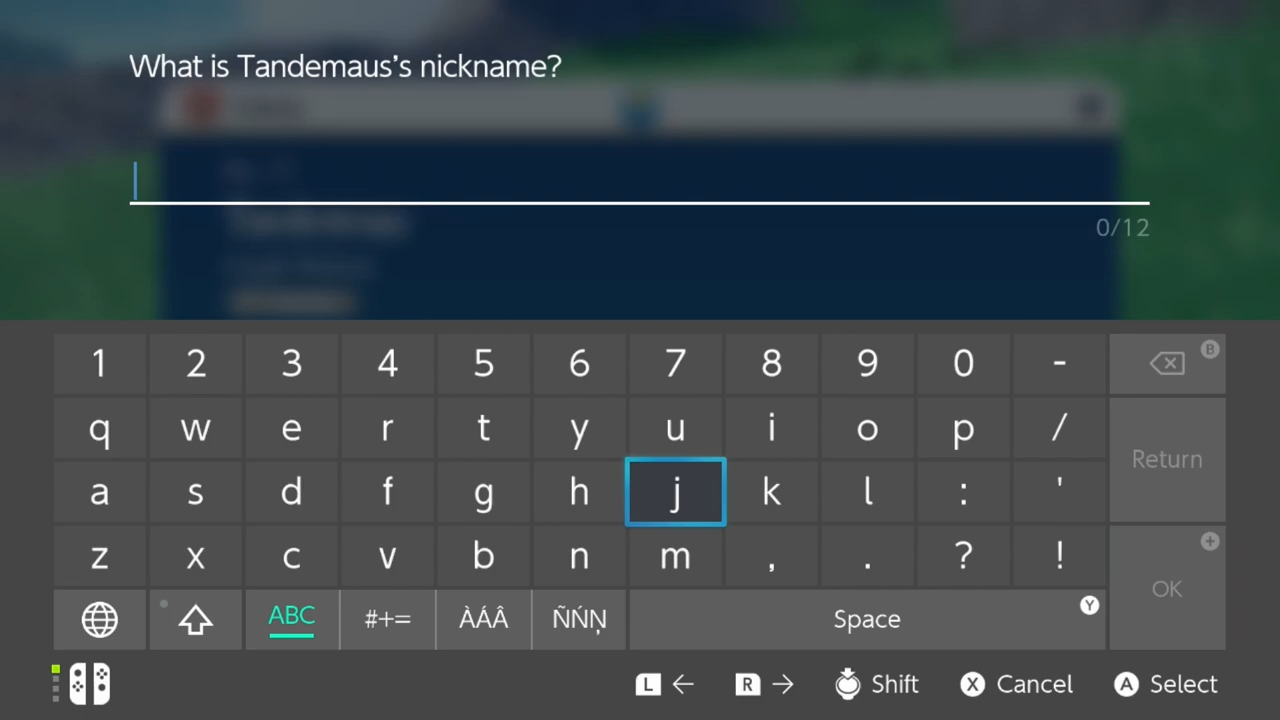 What is Tandemaus's nickname?
0/12
1 2 3 4 5 6 7 8 9 0 -
B
q w e r t y u i o p /
Return
a s d f g h j k l : '
z x c v b n m , . ? !
+
OK
ABC #+= ÀÁÂ ÑŃŅ Space Y
L ← R → Shift X Cancel A Select